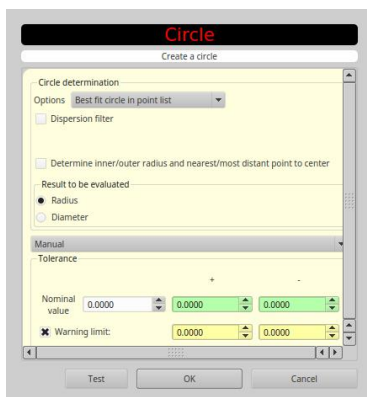 Circle
Create a circle
Circle determination
Options Best fit circle in point list
Dispersion filter
Determine inner/outer radius and nearest/most distant point to center
Result to be evaluated
Radius
Diameter
Manual
Tolerance
+ -
Nominal value 0.0000 0.0000 0.0000
Warning limit: 0.0000 0.0000
Test OK Cancel